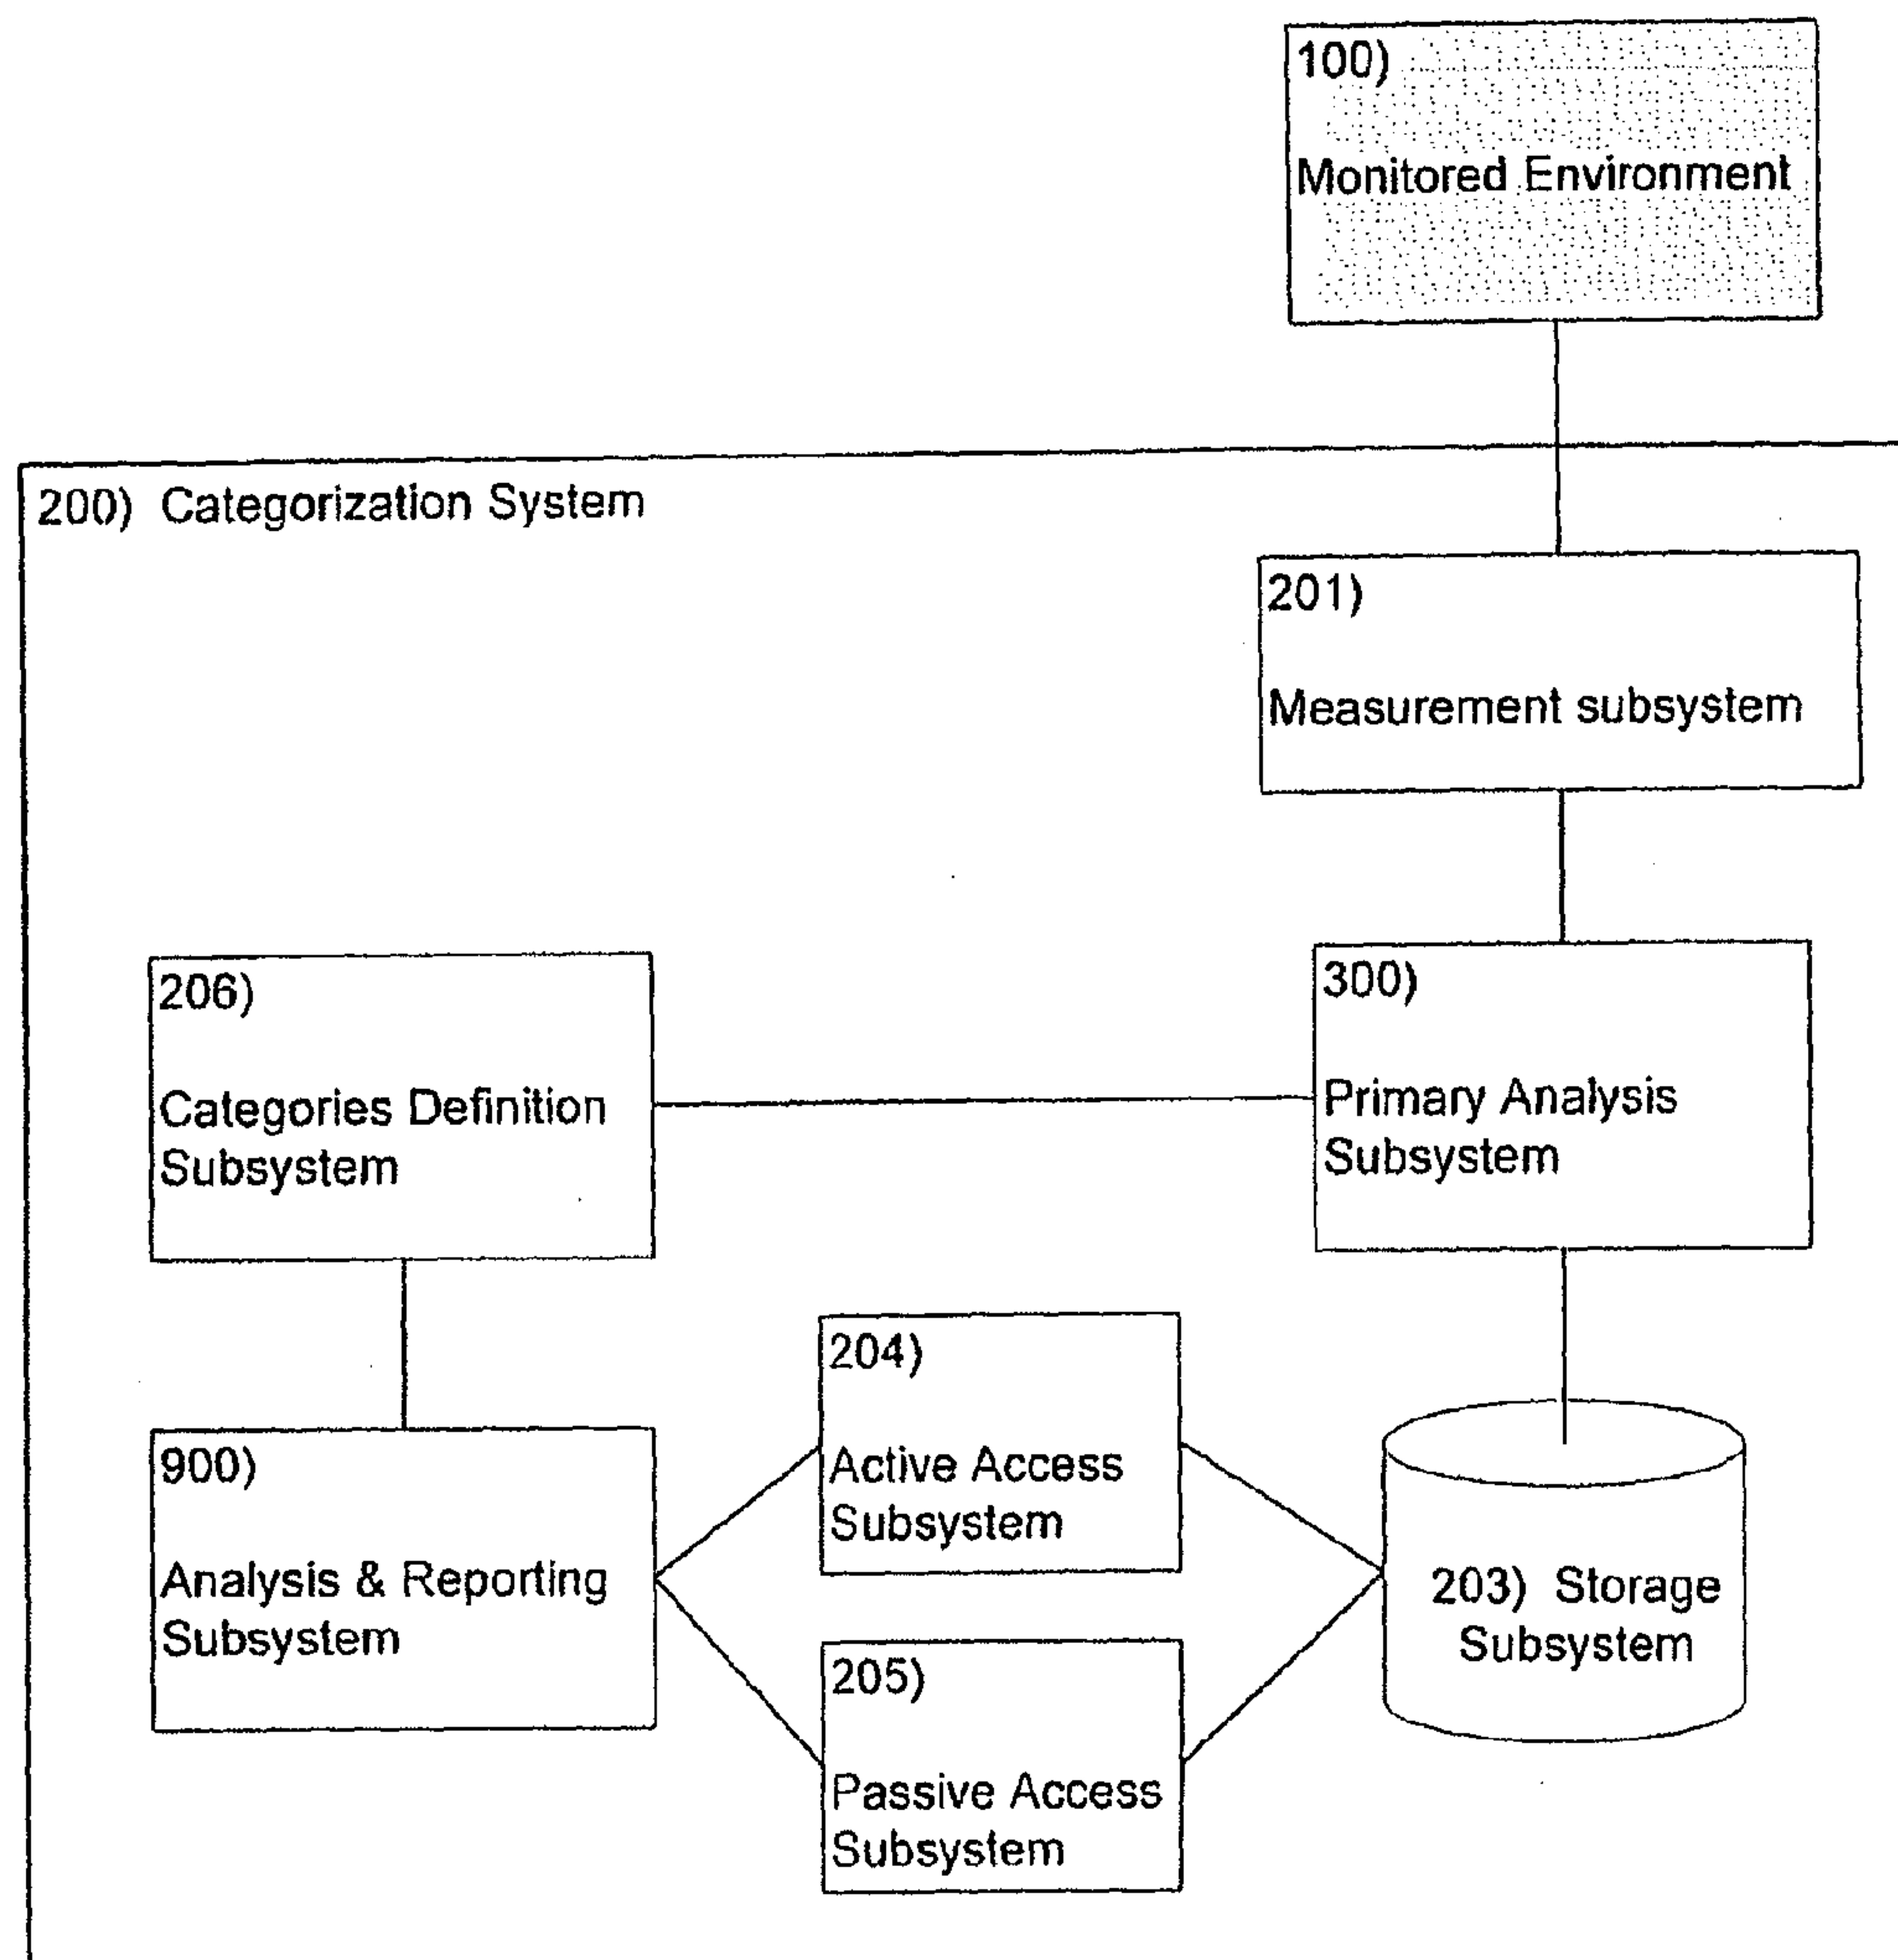 100)
Monitored Environment
200) Categorization System
201)
Measurement subsystem
206)
Categories Definition
Subsystem
300)
Primary Analysis
Subsystem
204)
Active Access
Subsystem
900)
Analysis & Reporting
Subsystem
203) Storage
Subsystem
205)
Passive Access
Subsystem